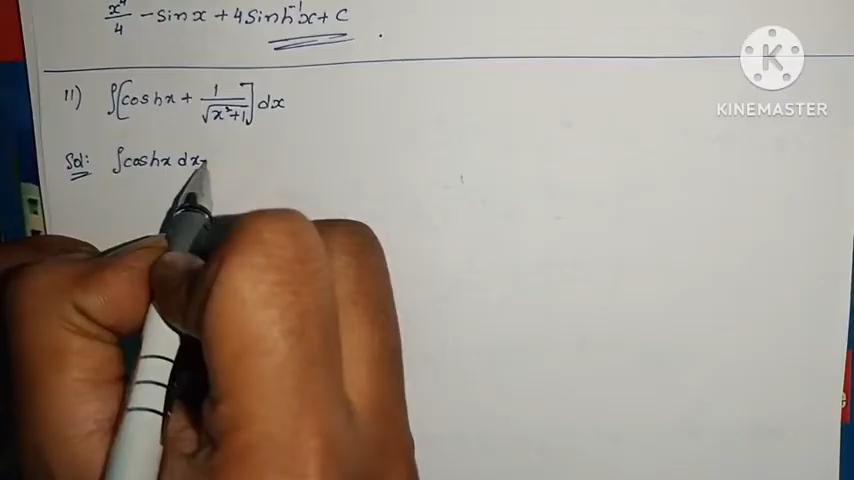 x⁴/4 - sin x + 4 sinh⁻¹x + c.
11) ∫[cosh x + 1/√(x²+1)] dx
Sol: ∫cosh x dx
K
KINEMASTER